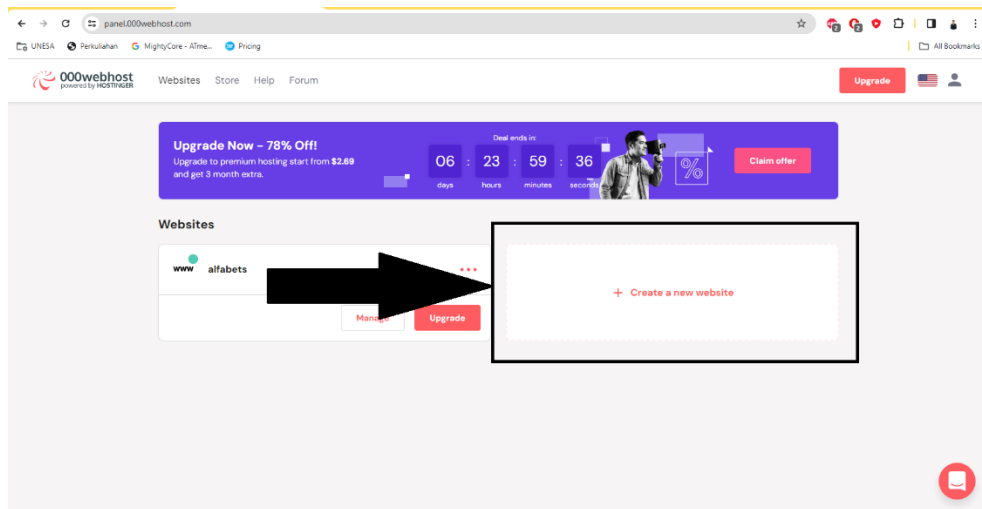 panel.000webhost.com
2
2
UNESA
Perkuliahan
MightyCore - ATme...
Pricing
All Bookmarks
000webhost
powered by HOSTINGER
Websites
Store
Help
Forum
Upgrade
Upgrade Now – 78% Off!
Upgrade to premium hosting start from $2.69
and get 3 month extra.
Deal ends in:
06 : 23 : 59 : 36
days hours minutes seconds
%
Claim offer
Websites
www
alfabets
Upgrade
+ Create a new website